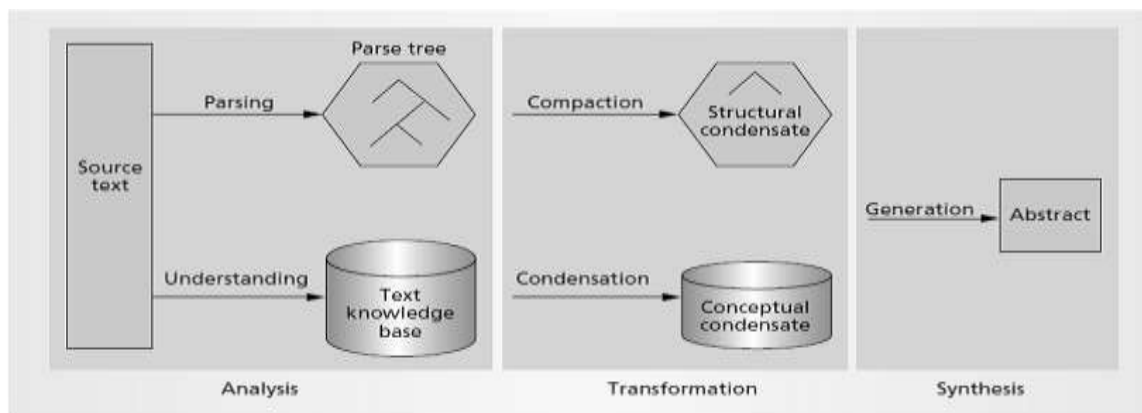 Parse tree
Parsing
Source
text
Understanding
Text
knowledge
base
Analysis
Compaction
Structural
condensate
Condensation
Conceptual
condensate
Transformation
Generation
Abstract
Synthesis